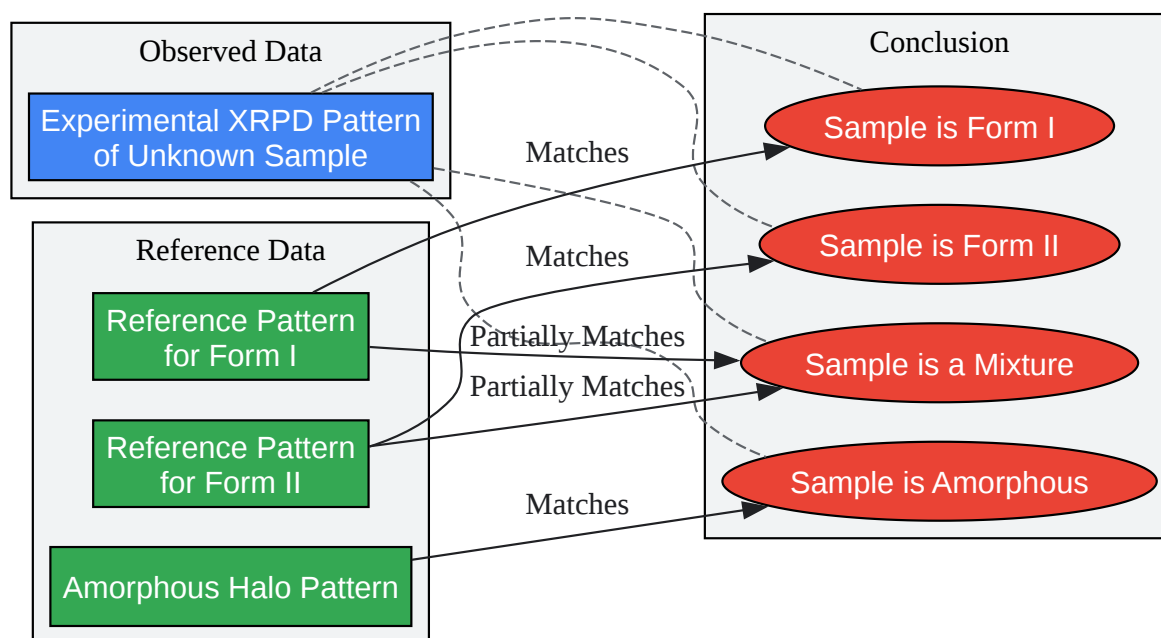 Observed Data
Experimental XRPD Pattern
of Unknown Sample
Reference Data
Reference Pattern
for Form I
Reference Pattern
for Form II
Amorphous Halo Pattern
Matches
Matches
Partially Matches
Partially Matches
Matches
Conclusion
Sample is Form I
Sample is Form II
Sample is a Mixture
Sample is Amorphous